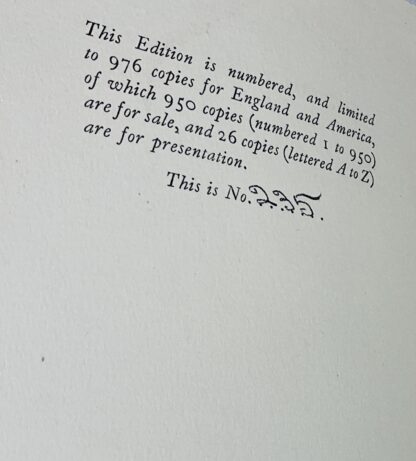 This Edition is numbered, and limited
to 976 copies for England and America,
of which 950 copies (numbered 1 to 950)
are for sale, and 26 copies (lettered A to Z)
are for presentation.
This is No. 235.